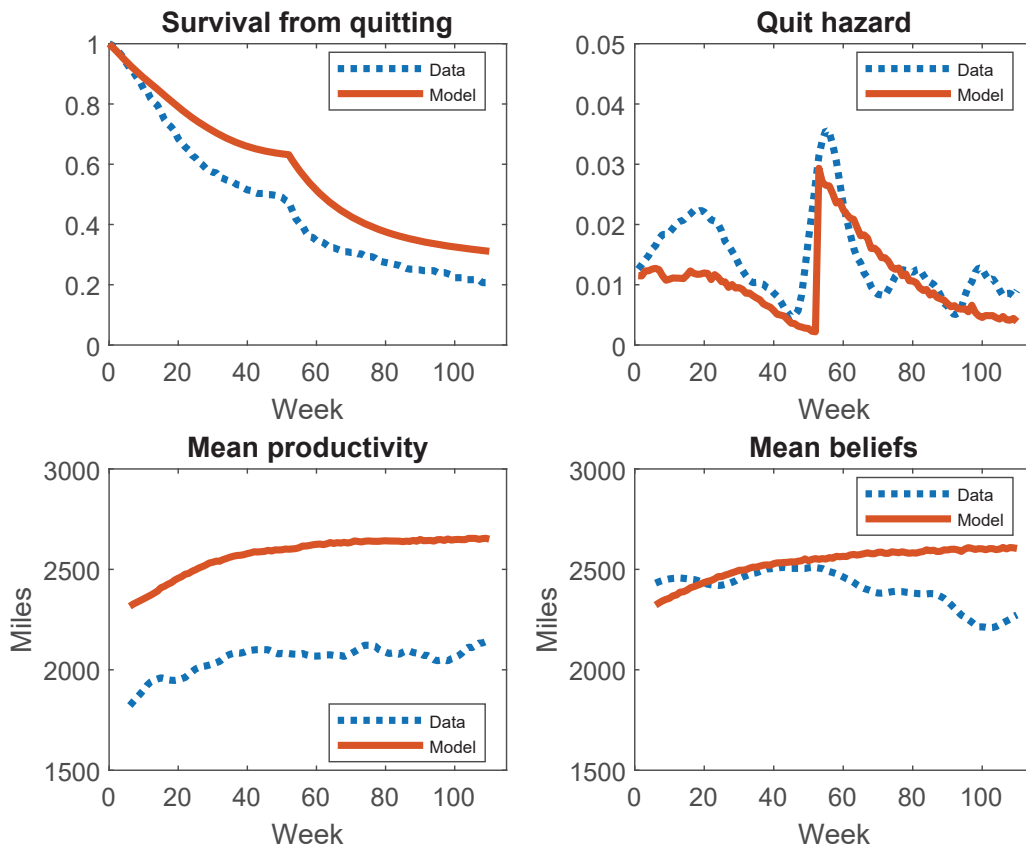 Survival from quitting
1
0.8
0.6
0.4
0.2
0
0 20 40 60 80 100
Week
Data
Model
Quit hazard
0.05
0.04
0.03
0.02
0.01
0
0 20 40 60 80 100
Week
Data
Model
Mean productivity
Miles
3000
2500
2000
1500
0 20 40 60 80 100
Week
Data
Model
Mean beliefs
Miles
3000
2500
2000
1500
0 20 40 60 80 100
Week
Data
Model